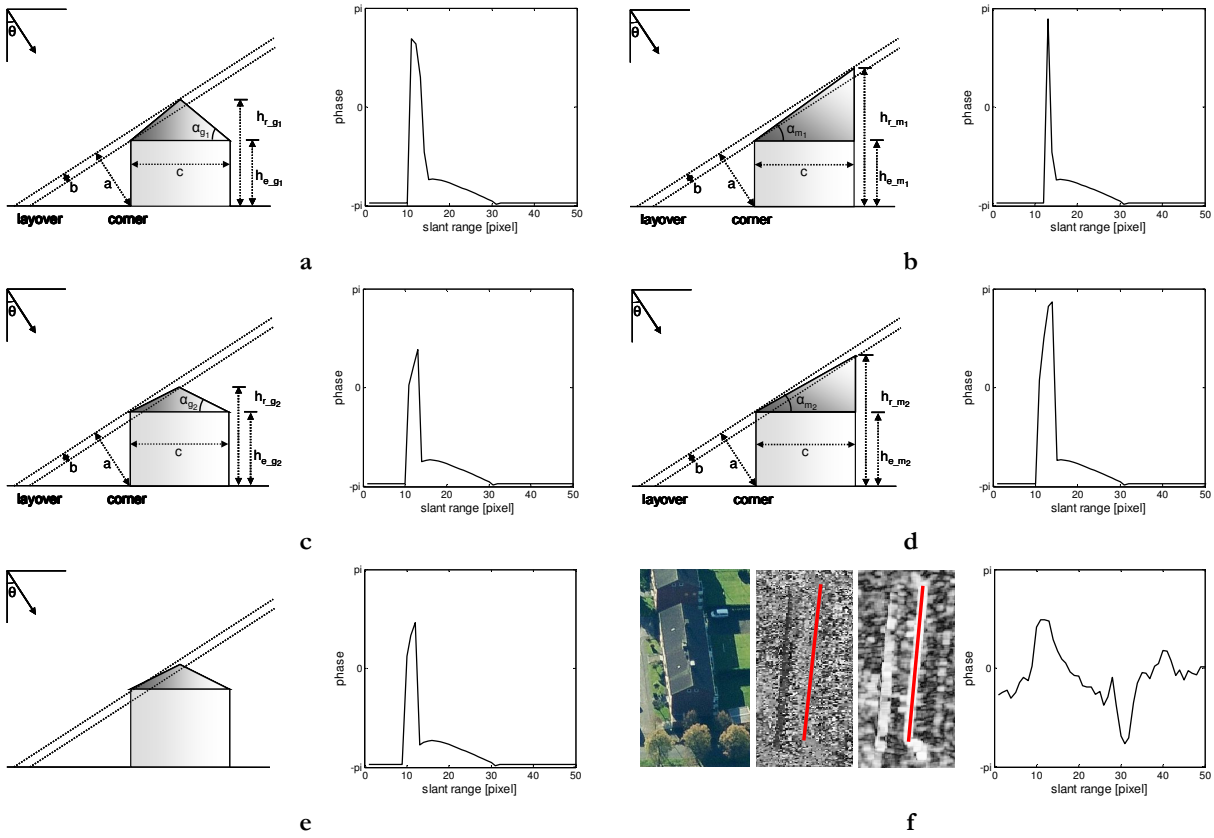 θ
α_g1
h_r_g1
h_e_g1
c
a
b
layover
corner
pi
0
-pi
phase
0 10 20 30 40 50
slant range [pixel]
a
θ
α_m1
h_r_m1
h_e_m1
c
a
b
layover
corner
pi
0
-pi
phase
0 10 20 30 40 50
slant range [pixel]
b
θ
α_g2
h_r_g2
h_e_g2
c
a
b
layover
corner
pi
0
-pi
phase
0 10 20 30 40 50
slant range [pixel]
c
θ
α_m2
h_r_m2
h_e_m2
c
a
b
layover
corner
pi
0
-pi
phase
0 10 20 30 40 50
slant range [pixel]
d
θ
pi
0
-pi
phase
0 10 20 30 40 50
slant range [pixel]
e
pi
0
-pi
phase
0 10 20 30 40 50
slant range [pixel]
f